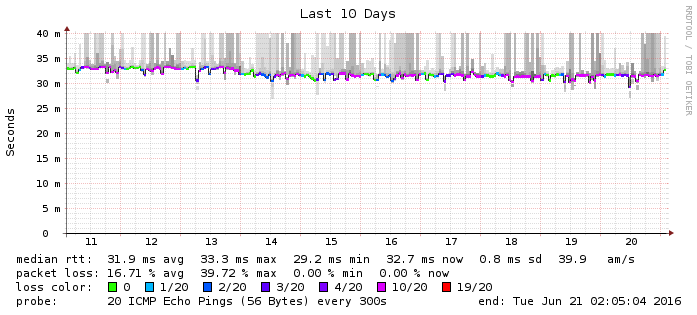 Last 10 Days
RRDTOOL / TOBI OETIKER
Seconds
40 m
35 m
30 m
25 m
20 m
15 m
10 m
5 m
0
11 12 13 14 15 16 17 18 19 20
median rtt: 31.9 ms avg 33.3 ms max 29.2 ms min 32.7 ms now 0.8 ms sd 39.9 am/s
packet loss: 16.71 % avg 39.72 % max 0.00 % min 0.00 % now
loss color: 0 1/20 2/20 3/20 4/20 10/20 19/20
probe: 20 ICMP Echo Pings (56 Bytes) every 300s end: Tue Jun 21 02:05:04 2016